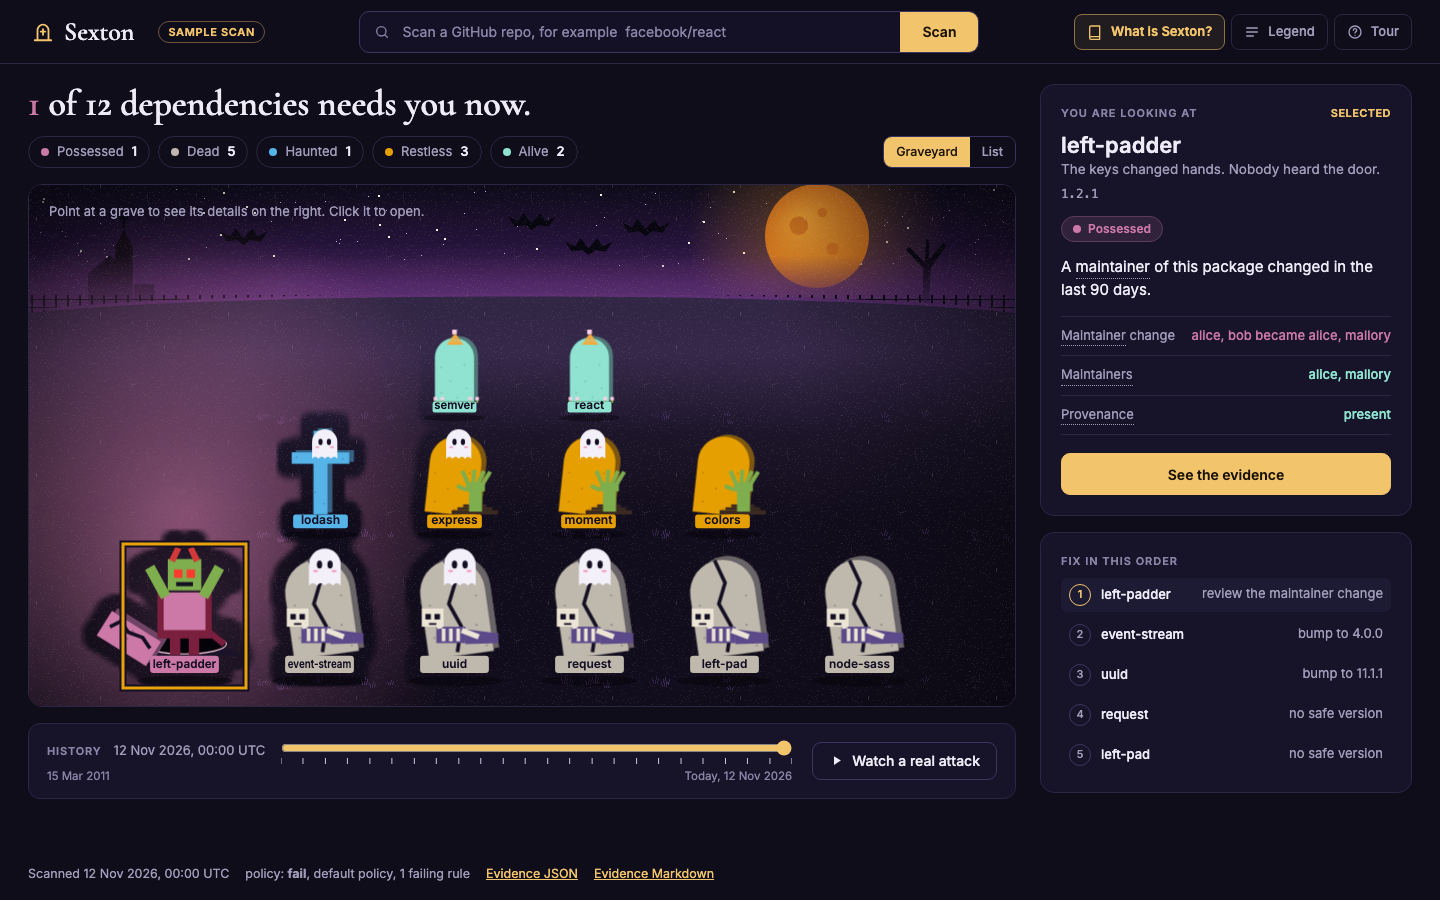 Sexton
SAMPLE SCAN
Scan a GitHub repo, for example facebook/react
Scan
What is Sexton?
Legend
Tour
1 of 12 dependencies needs you now.
Possessed 1
Dead 5
Haunted 1
Restless 3
Alive 2
Graveyard
List
Point at a grave to see its details on the right. Click it to open.
semver
react
lodash
express
moment
colors
left-padder
event-stream
uuid
request
left-pad
node-sass
HISTORY 12 Nov 2026, 00:00 UTC
15 Mar 2011
Today, 12 Nov 2026
Watch a real attack
YOU ARE LOOKING AT
SELECTED
left-padder
The keys changed hands. Nobody heard the door.
1.2.1
Possessed
A maintainer of this package changed in the
last 90 days.
Maintainer change alice, bob became alice, mallory
Maintainers alice, mallory
Provenance present
See the evidence
FIX IN THIS ORDER
1 left-padder review the maintainer change
2 event-stream bump to 4.0.0
3 uuid bump to 11.1.1
4 request no safe version
5 left-pad no safe version
Scanned 12 Nov 2026, 00:00 UTC policy: fail, default policy, 1 failing rule Evidence JSON Evidence Markdown